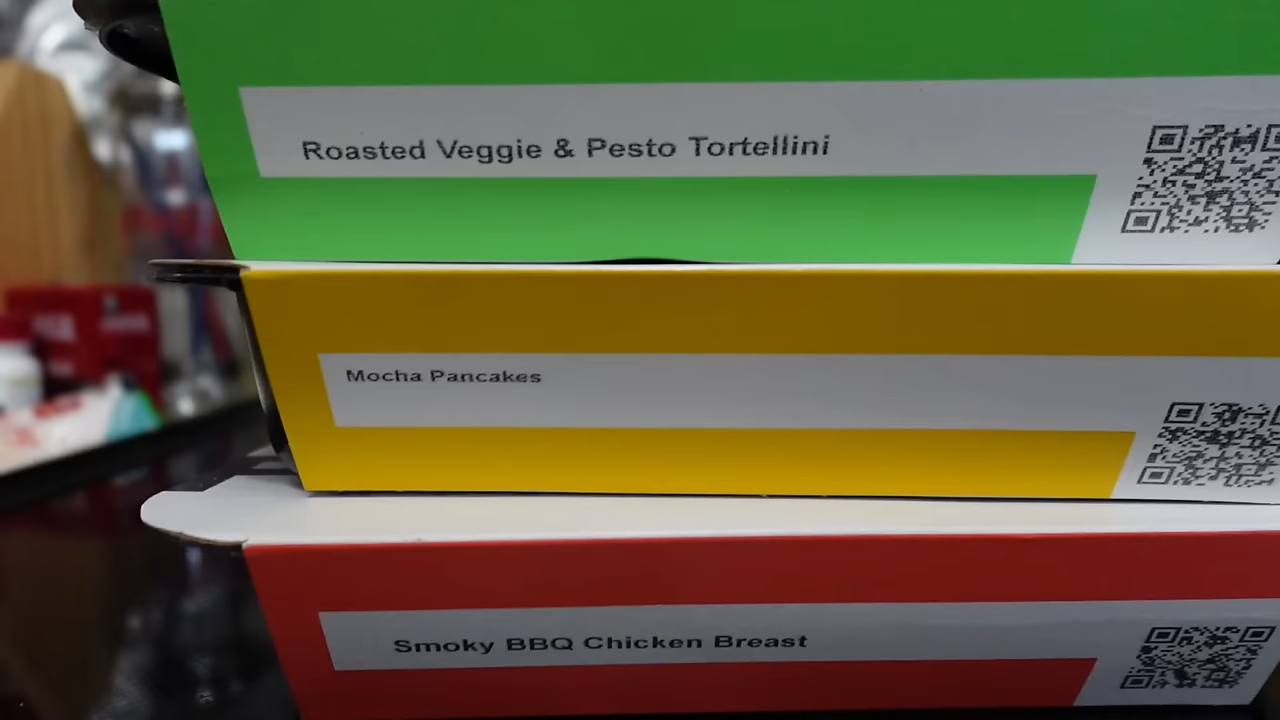 Roasted Veggie & Pesto Tortellini
Mocha Pancakes
Smoky BBQ Chicken Breast